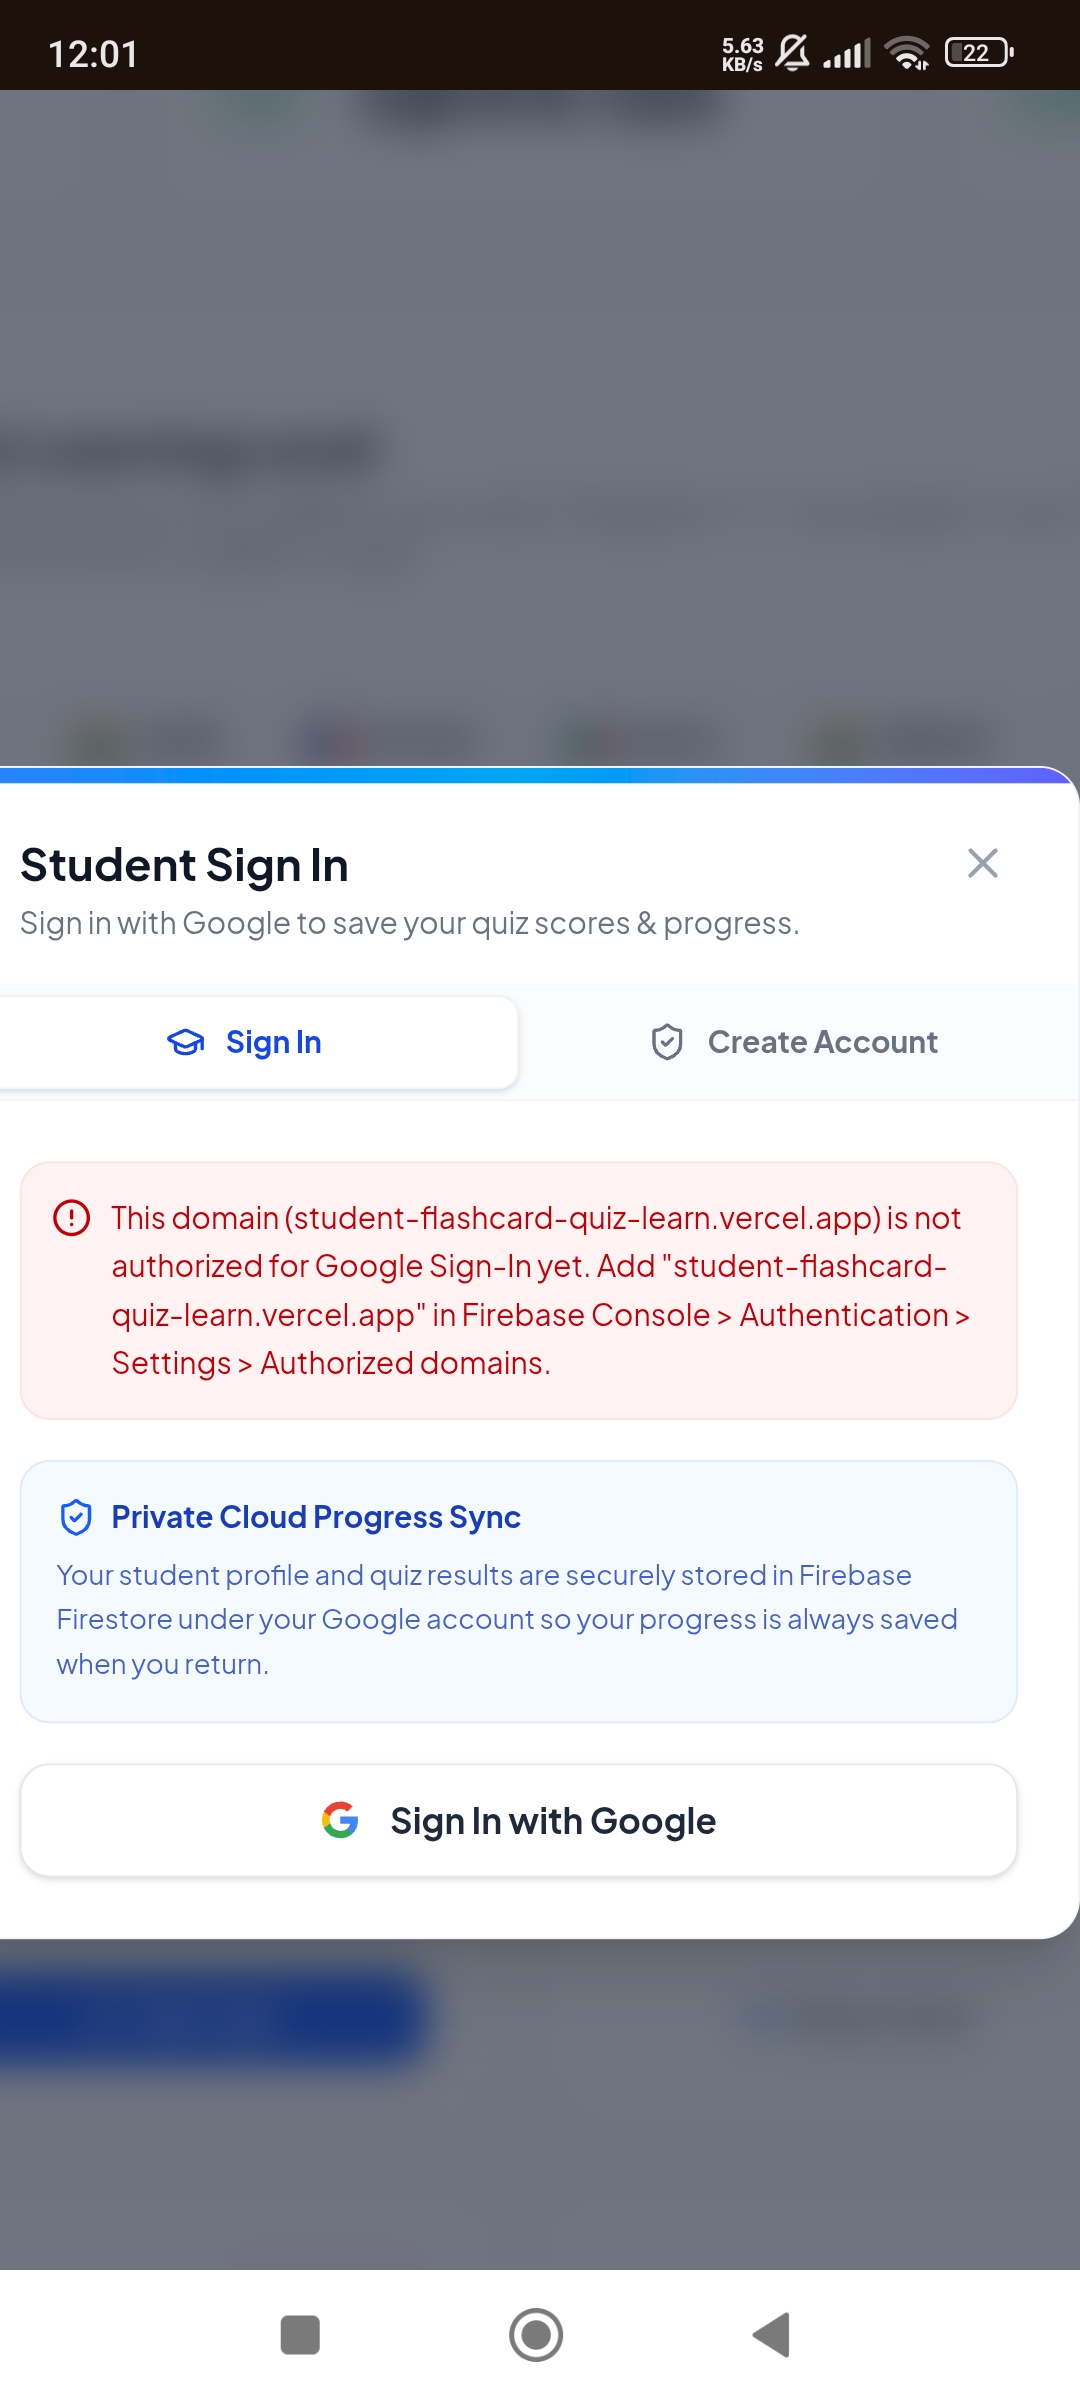 12:01
5.63
KB/s
22
Student Sign In
Sign in with Google to save your quiz scores & progress.
Sign In
Create Account
This domain (student-flashcard-quiz-learn.vercel.app) is not
authorized for Google Sign-In yet. Add "student-flashcard-
quiz-learn.vercel.app" in Firebase Console > Authentication >
Settings > Authorized domains.
Private Cloud Progress Sync
Your student profile and quiz results are securely stored in Firebase
Firestore under your Google account so your progress is always saved
when you return.
Sign In with Google